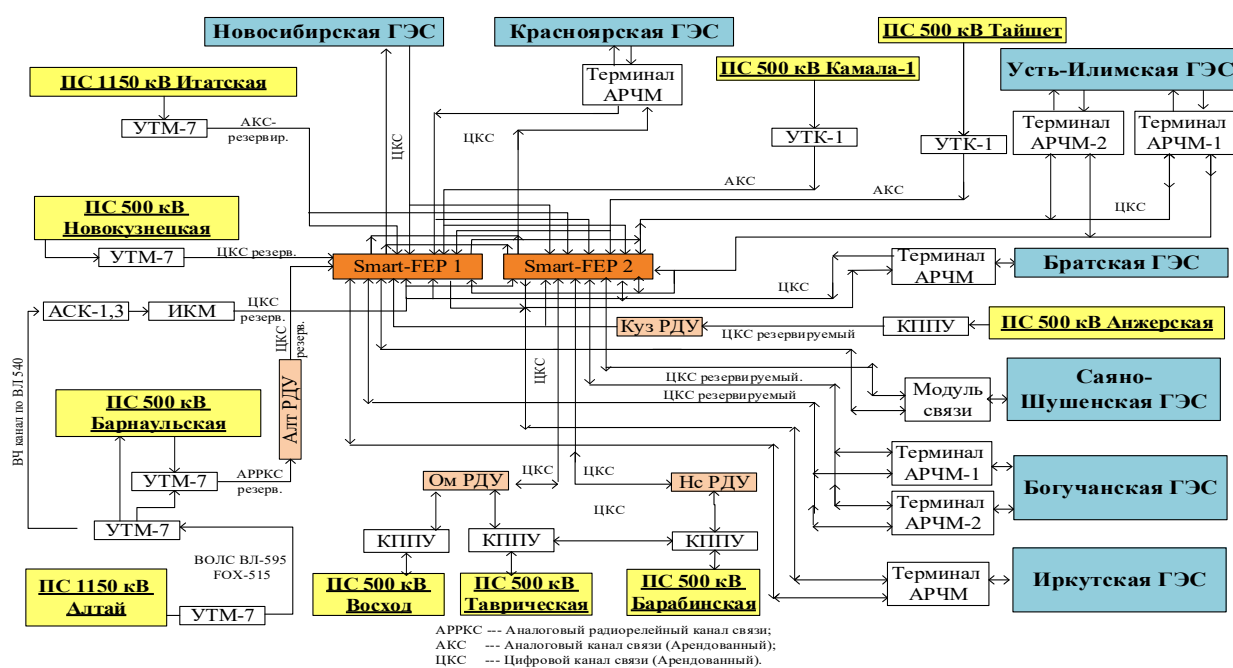 Новосибирская ГЭС
Красноярская ГЭС
ПС 500 кВ Тайшет
ПС 1150 кВ Итатская
ПС 500 кВ Камала-1
Усть-Илимская ГЭС
Терминал
АРЧМ
УТМ-7
АКС-
резервир.
ЦКС
ЦКС
ЦКС
УТК-1
УТК-1
Терминал
АРЧМ-2
Терминал
АРЧМ-1
АКС
АКС
ЦКС
ПС 500 кВ
Новокузнецкая
УТМ-7
ЦКС резерв.
Smart-FEP 1
Smart-FEP 2
Терминал
АРЧМ
Братская ГЭС
ЦКС
АСК-1,3
ИКМ
ЦКС
резерв.
Куз РДУ
ЦКС резервируемый
КППУ
ПС 500 кВ Анжерская
ЦКС
резерв.
Алт РДУ
ВЧ канал по ВЛ 540
ЦКС
ЦКС резервируемый.
ЦКС резервируемый
Модуль
связи
Саяно-
Шушенская ГЭС
ПС 500 кВ
Барнаульская
УТМ-7
АРРКС
резерв.
УТМ-7
Ом РДУ
ЦКС
ЦКС
Нс РДУ
ЦКС
Терминал
АРЧМ-1
Терминал
АРЧМ-2
Богучанская ГЭС
КППУ
КППУ
КППУ
ВОЛС ВЛ-595
FOX-515
ПС 1150 кВ
Алтай
УТМ-7
ПС 500 кВ
Восход
ПС 500 кВ
Таврическая
ПС 500 кВ
Барабинская
Терминал
АРЧМ
Иркутская ГЭС
АРРКС --- Аналоговый радиорелейный канал связи;
АКС --- Аналоговый канал связи (Арендованный);
ЦКС --- Цифровой канал связи (Арендованный).